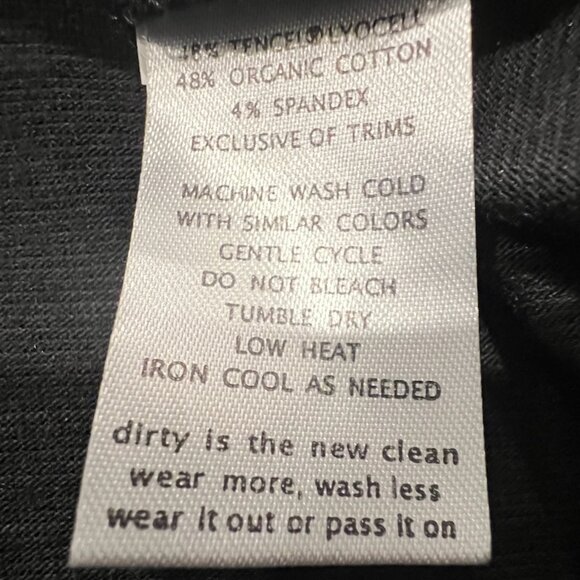 48% TENCEL®LYOCELL
48% ORGANIC COTTON
4% SPANDEX
EXCLUSIVE OF TRIMS
MACHINE WASH COLD
WITH SIMILAR COLORS
GENTLE CYCLE
DO NOT BLEACH
TUMBLE DRY
LOW HEAT
IRON COOL AS NEEDED
dirty is the new clean
wear more, wash less
wear it out or pass it on